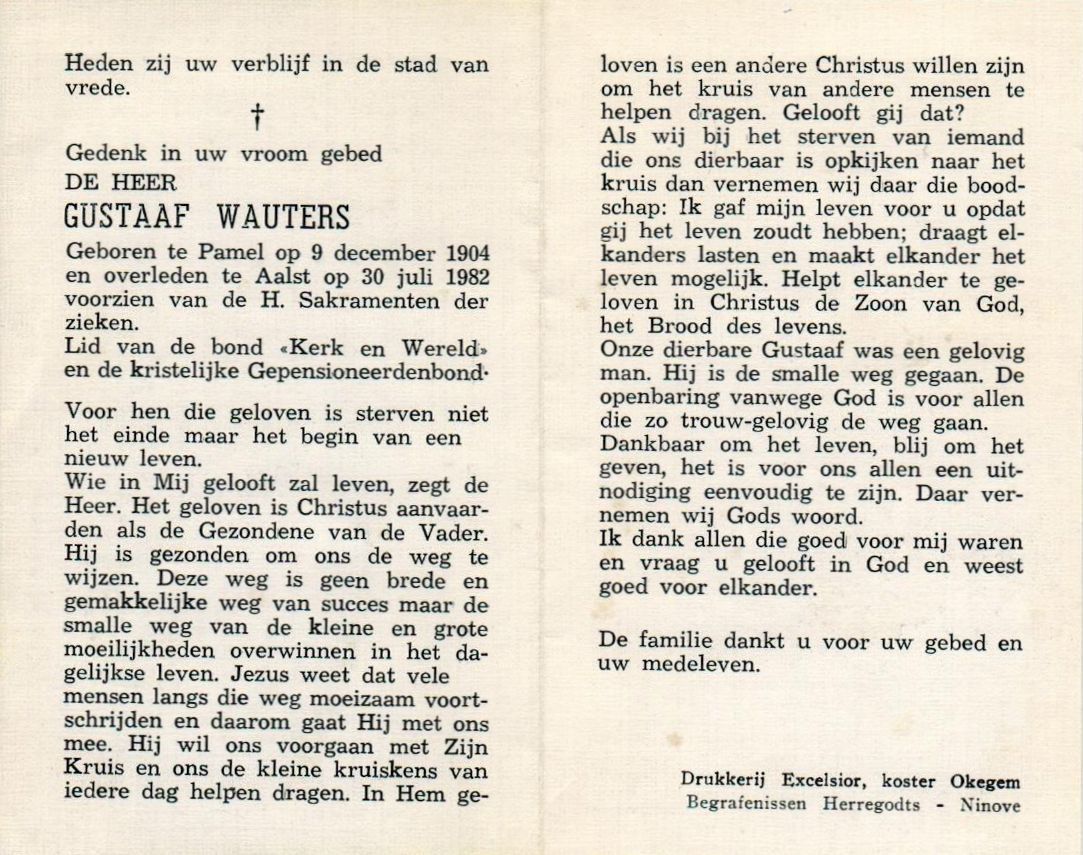 Heden zij uw verblijf in de stad van
vrede.
†
Gedenk in uw vroom gebed
DE HEER
GUSTAAF WAUTERS
Geboren te Pamel op 9 december 1904
en overleden te Aalst op 30 juli 1982
voorzien van de H. Sakramenten der
zieken.
Lid van de bond «Kerk en Wereld»
en de kristelijke Gepensioneerdenbond.
Voor hen die geloven is sterven niet
het einde maar het begin van een
nieuw leven.
Wie in Mij gelooft zal leven, zegt de
Heer. Het geloven is Christus aanvaar-
den als de Gezondene van de Vader.
Hij is gezonden om ons de weg te
wijzen. Deze weg is geen brede en
gemakkelijke weg van succes maar de
smalle weg van de kleine en grote
moeilijkheden overwinnen in het da-
gelijkse leven. Jezus weet dat vele
mensen langs die weg moeizaam voort-
schrijden en daarom gaat Hij met ons
mee. Hij wil ons voorgaan met Zijn
Kruis en ons de kleine kruiskens van
iedere dag helpen dragen. In Hem ge-
loven is een andere Christus willen zijn
om het kruis van andere mensen te
helpen dragen. Gelooft gij dat?
Als wij bij het sterven van iemand
die ons dierbaar is opkijken naar het
kruis dan vernemen wij daar die bood-
schap: Ik gaf mijn leven voor u opdat
gij het leven zoudt hebben; draagt el-
kanders lasten en maakt elkander het
leven mogelijk. Helpt elkander te ge-
loven in Christus de Zoon van God,
het Brood des levens.
Onze dierbare Gustaaf was een gelovig
man. Hij is de smalle weg gegaan. De
openbaring vanwege God is voor allen
die zo trouw-gelovig de weg gaan.
Dankbaar om het leven, blij om het
geven, het is voor ons allen een uit-
nodiging eenvoudig te zijn. Daar ver-
nemen wij Gods woord.
Ik dank allen die goed voor mij waren
en vraag u gelooft in God en weest
goed voor elkander.
De familie dankt u voor uw gebed en
uw medeleven.
Drukkerij Excelsior, koster Okegem
Begrafenissen Herregodts - Ninove